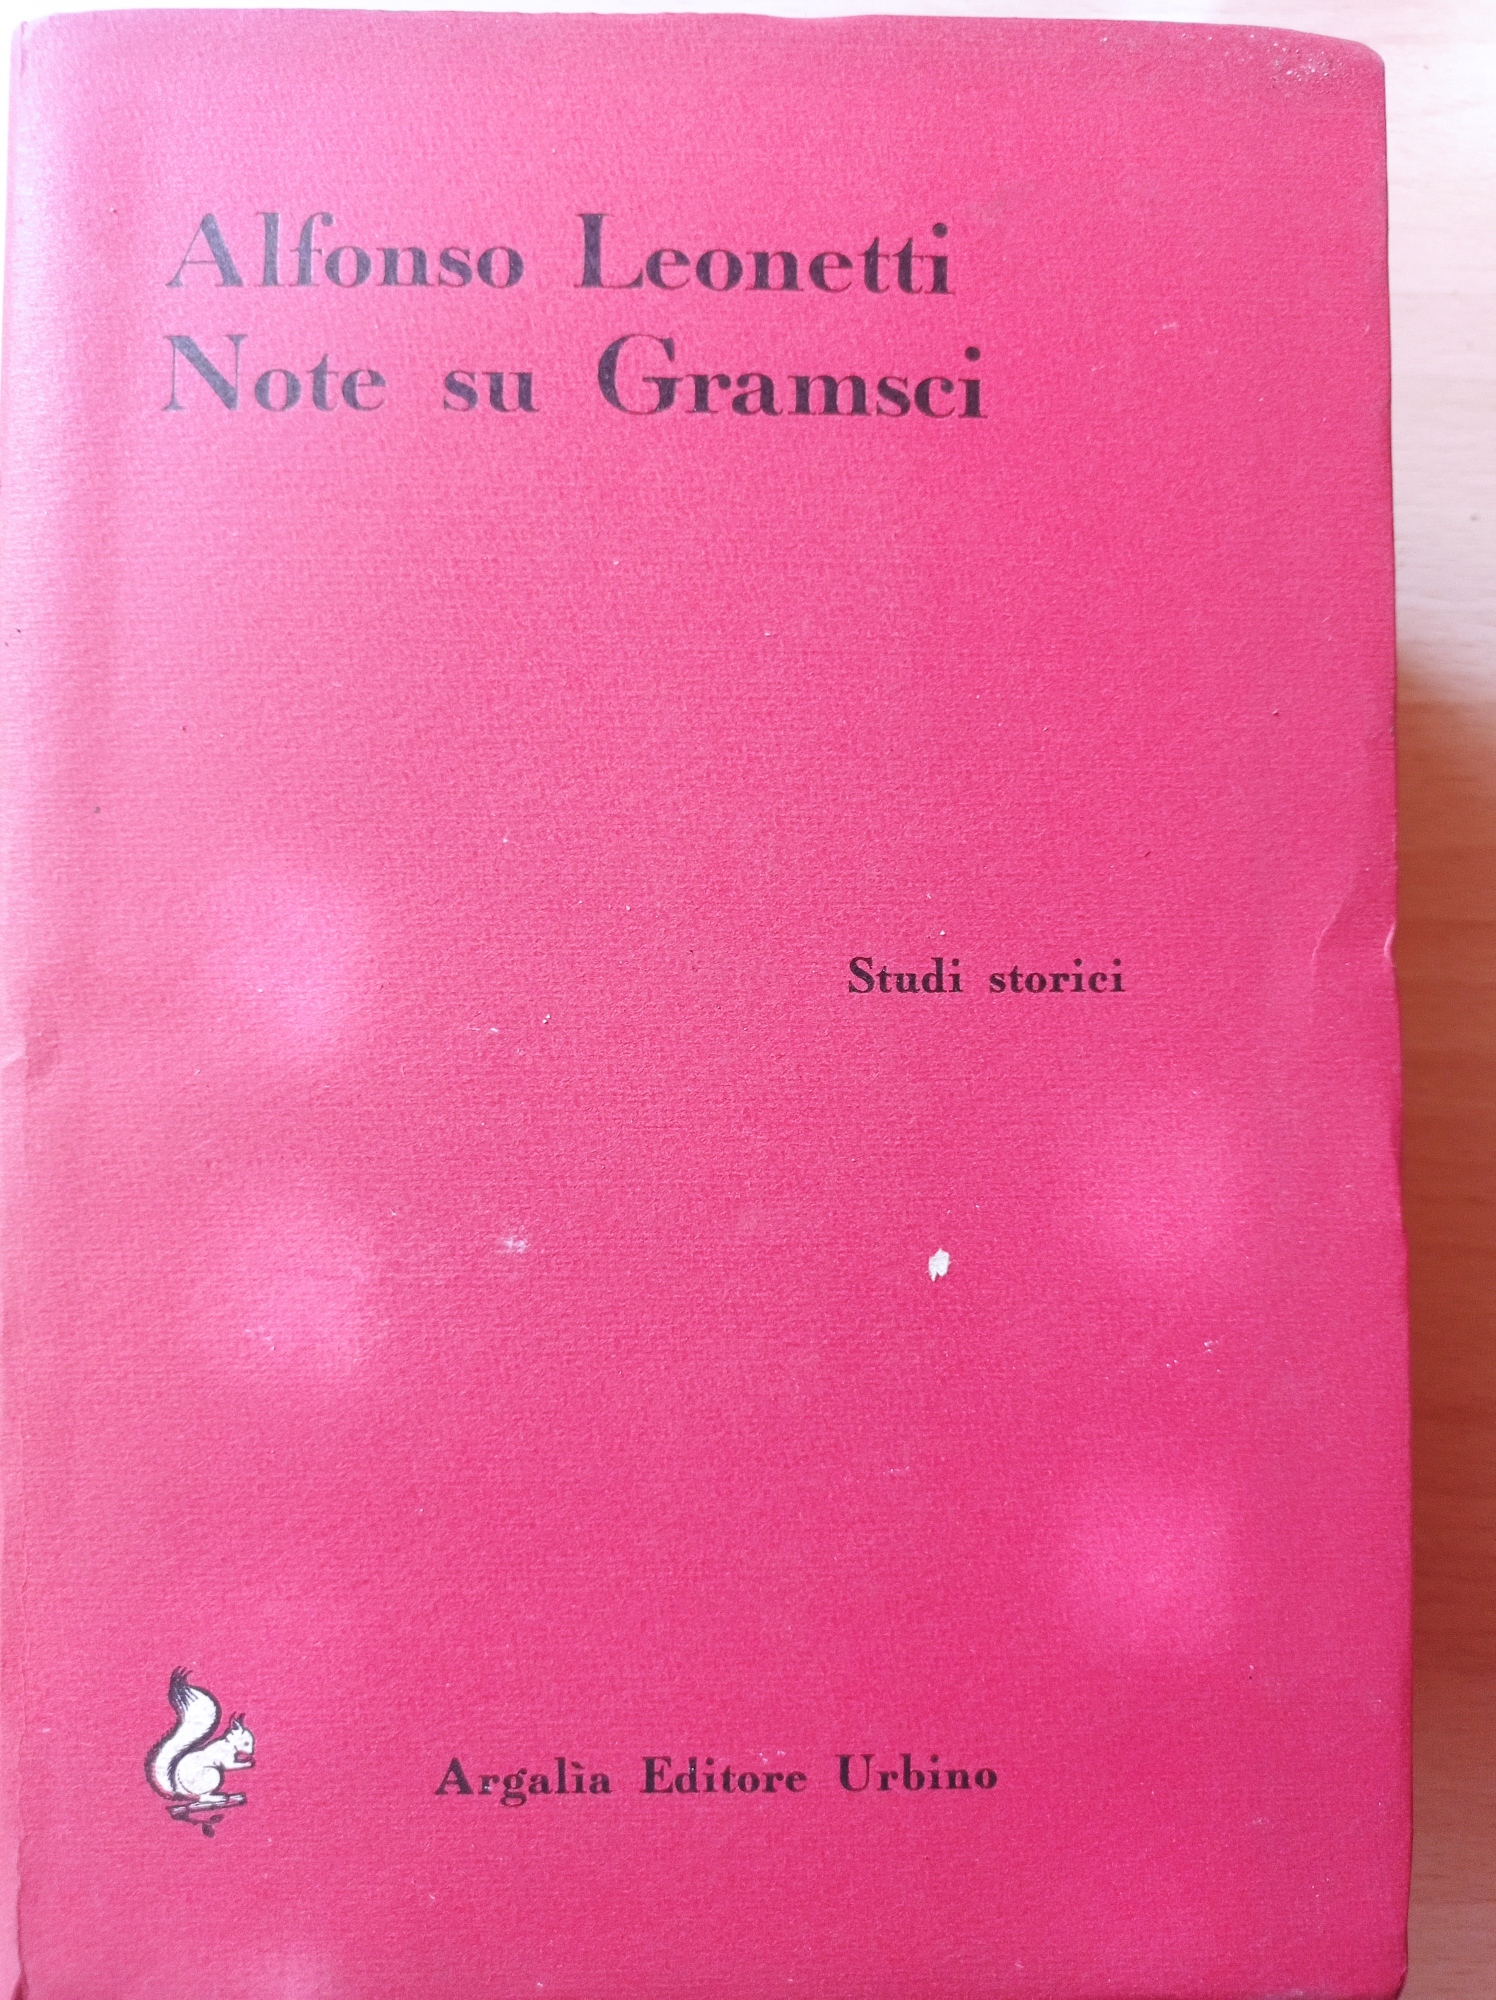 Alfonso Leonetti
Note su Gramsci
Studi storici
Argalìa Editore Urbino